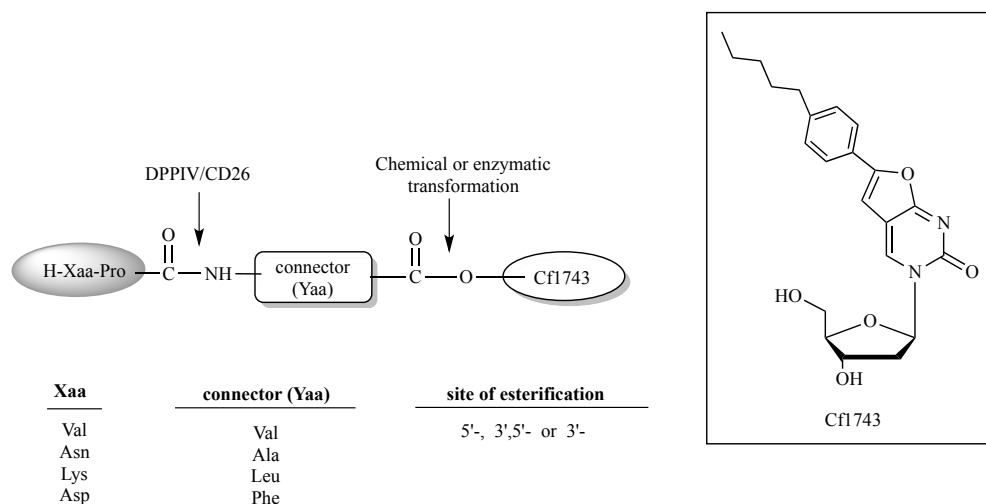 DPPIV/CD26
Chemical or enzymatic
transformation
H-Xaa-Pro
O
C
NH
connector
(Yaa)
O
C
O
Cf1743
Xaa
Val
Asn
Lys
Asp
connector (Yaa)
Val
Ala
Leu
Phe
site of esterification
5'-, 3',5'- or 3'-
O
N
N
O
HO
O
OH
Cf1743